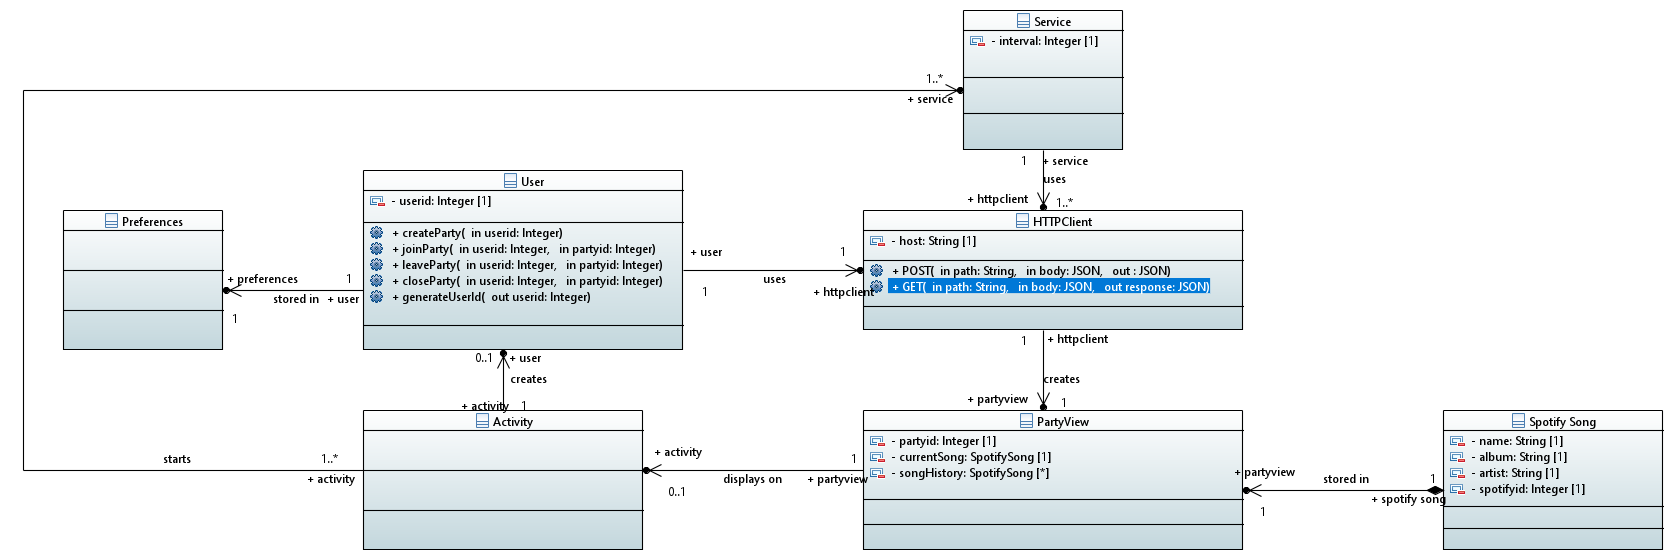 Service
- interval: Integer [1]
1..*
+ service
1
+ service
uses
+ httpclient
1..*
User
- userid: Integer [1]
+ createParty( in userid: Integer)
+ joinParty( in userid: Integer, in partyid: Integer)
+ leaveParty( in userid: Integer, in partyid: Integer)
+ closeParty( in userid: Integer, in partyid: Integer)
+ generateUserId( out userid: Integer)
Preferences
+ preferences
1
stored in
+ user
1
+ user
1
uses
1
+ httpclient
HTTPClient
- host: String [1]
+ POST( in path: String, in body: JSON, out : JSON)
+ GET( in path: String, in body: JSON, out response: JSON)
1
+ httpclient
creates
+ partyview
1
0..1
+ user
creates
+ activity
1
Activity
starts
1..*
+ activity
+ activity
1
displays on
+ partyview
0..1
PartyView
- partyid: Integer [1]
- currentSong: SpotifySong [1]
- songHistory: SpotifySong [*]
+ partyview
1
stored in
1
+ spotify song
Spotify Song
- name: String [1]
- album: String [1]
- artist: String [1]
- spotifyid: Integer [1]